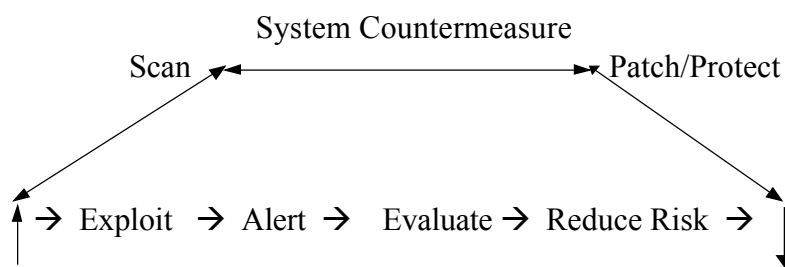 System Countermeasure
Scan Patch/Protect
→ Exploit → Alert → Evaluate → Reduce Risk →